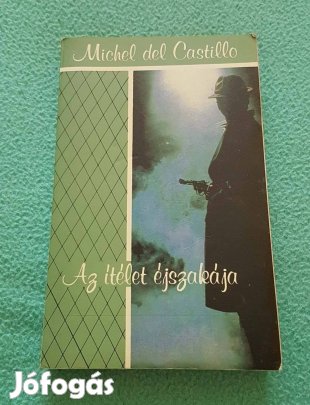 Michel del Castillo
Az ítélet éjszakája
Jófogás